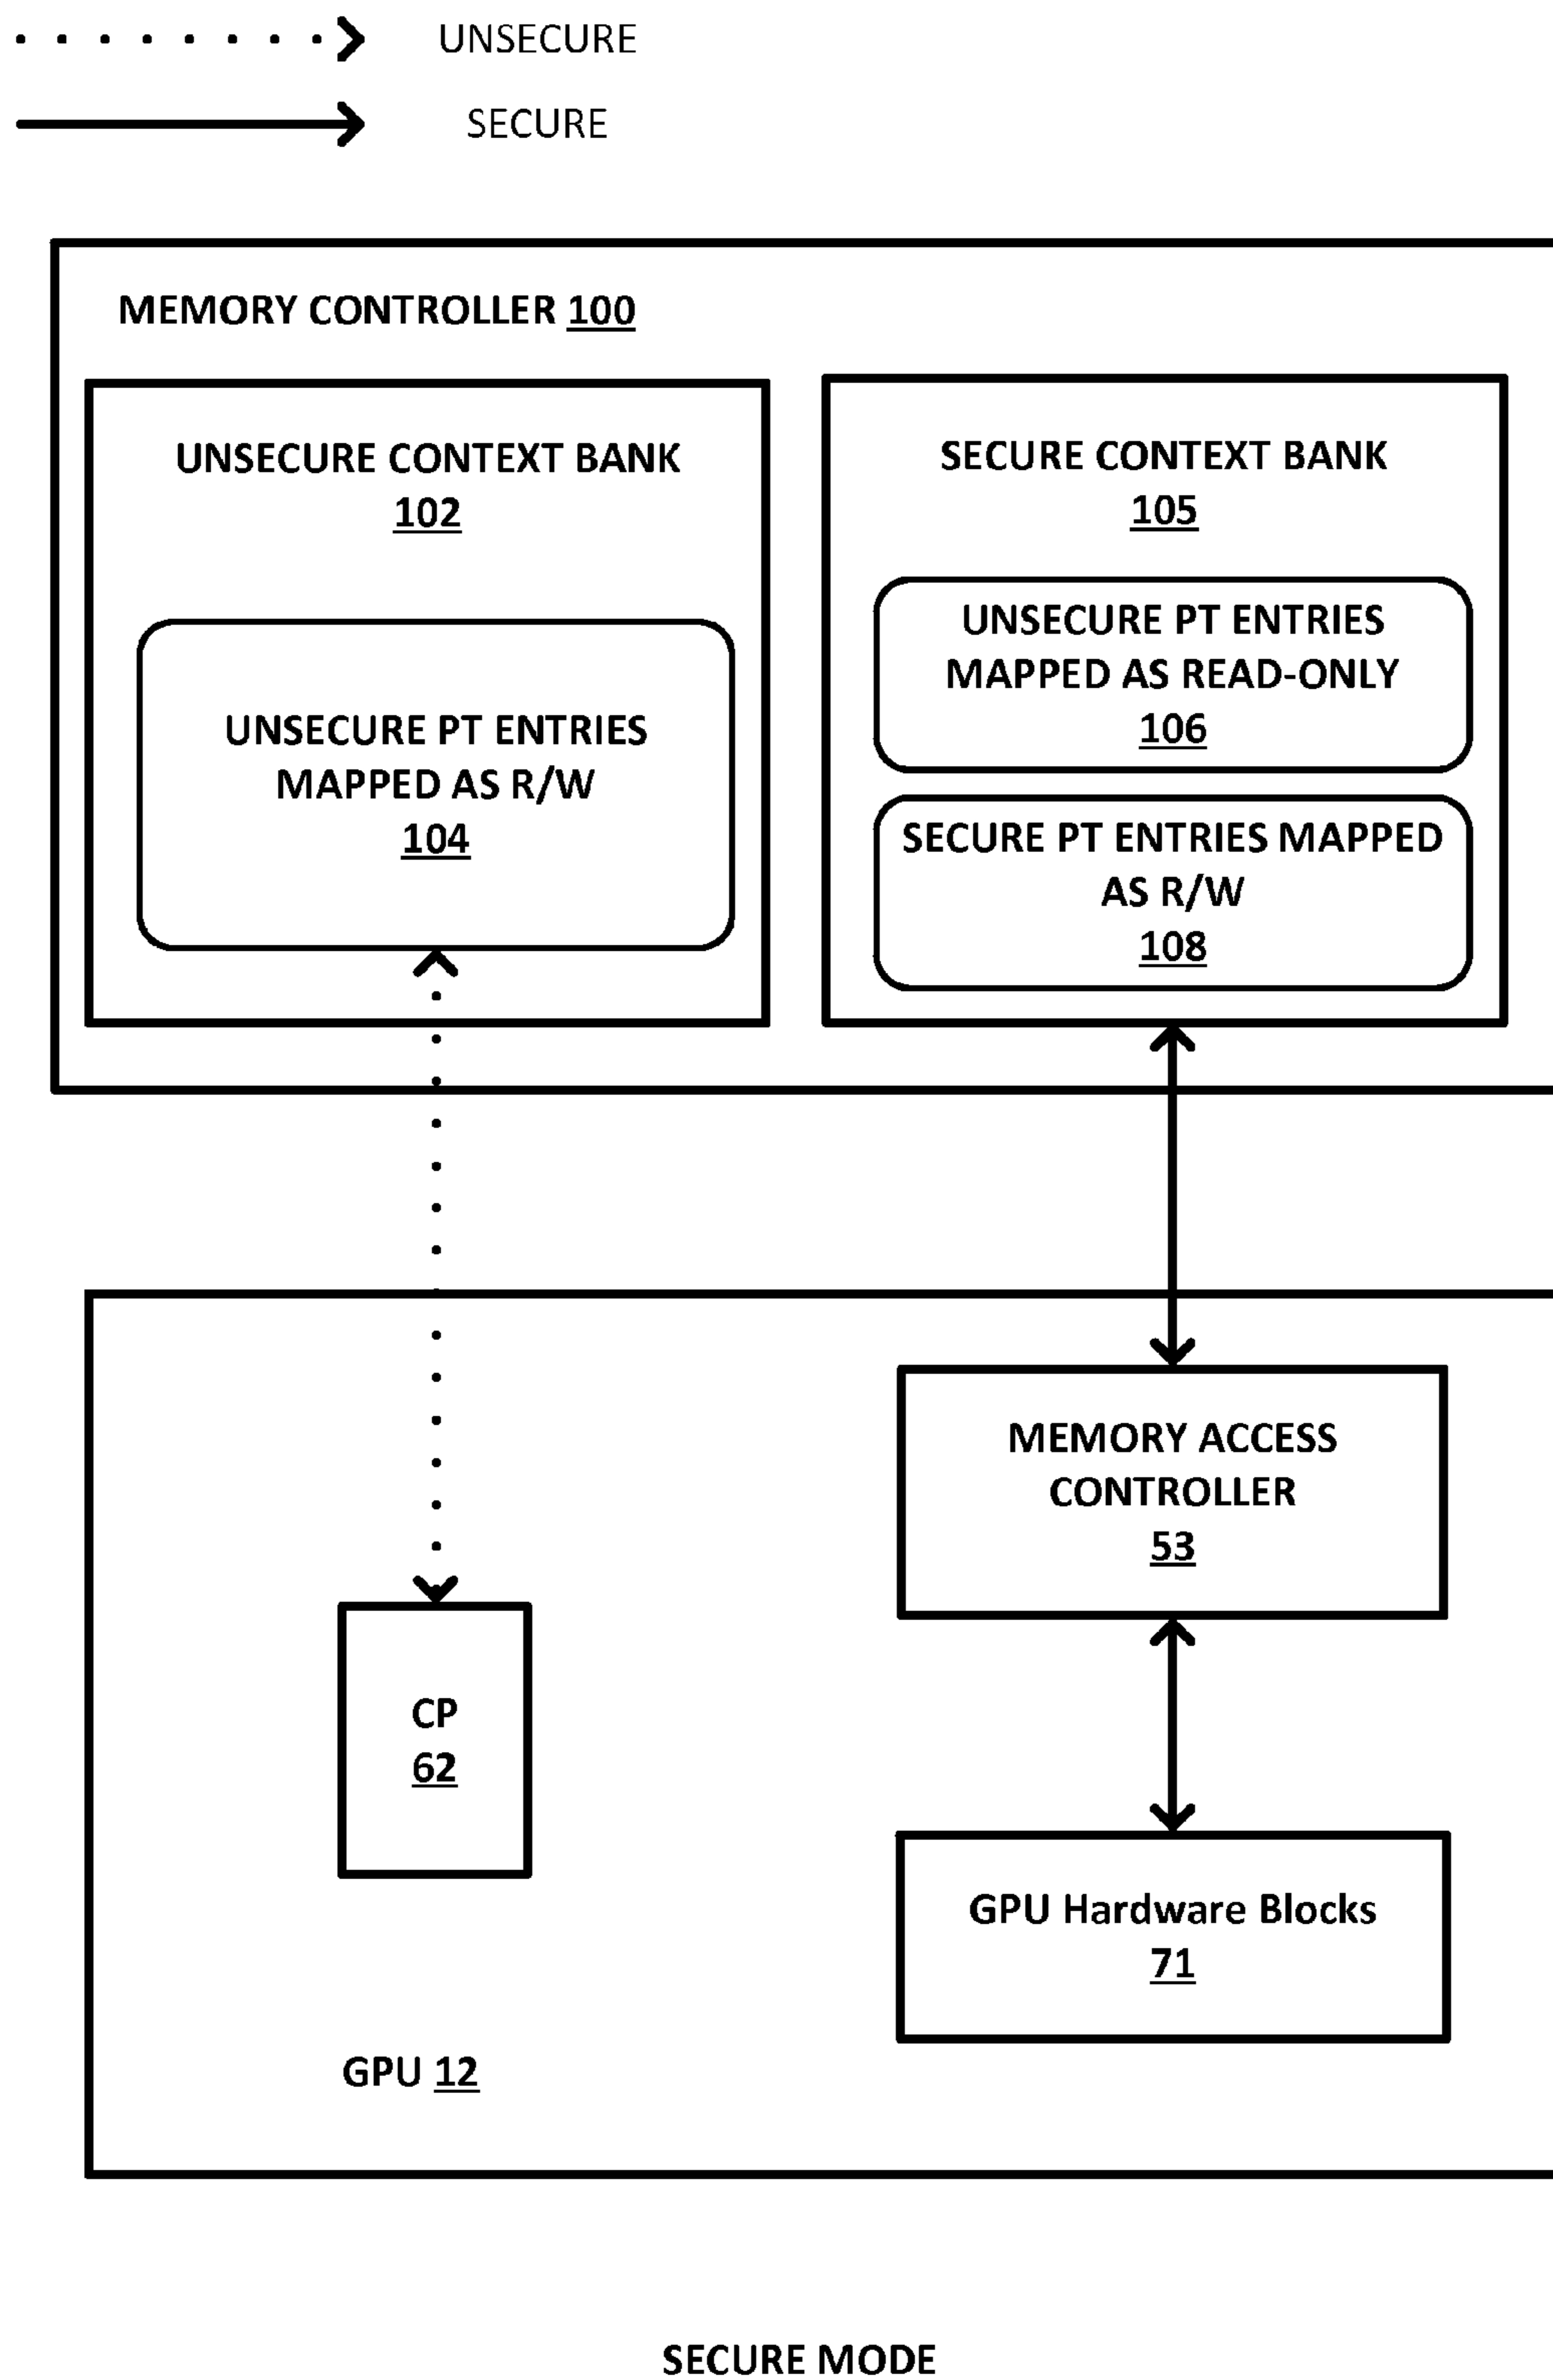 UNSECURE
SECURE
MEMORY CONTROLLER 100
UNSECURE CONTEXT BANK
102
UNSECURE PT ENTRIES
MAPPED AS R/W
104
SECURE CONTEXT BANK
105
UNSECURE PT ENTRIES
MAPPED AS READ-ONLY
106
SECURE PT ENTRIES MAPPED
AS R/W
108
MEMORY ACCESS
CONTROLLER
53
CP
62
GPU Hardware Blocks
71
GPU 12
SECURE MODE